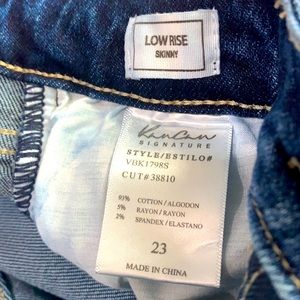 LOW RISE
SKINNY
KanCan
SIGNATURE
STYLE/ESTILO#
VBK1798S
CUT# 38810
93% COTTON / ALGODON
5% RAYON / RAYON
2% SPANDEX / ELASTANO
23
MADE IN CHINA